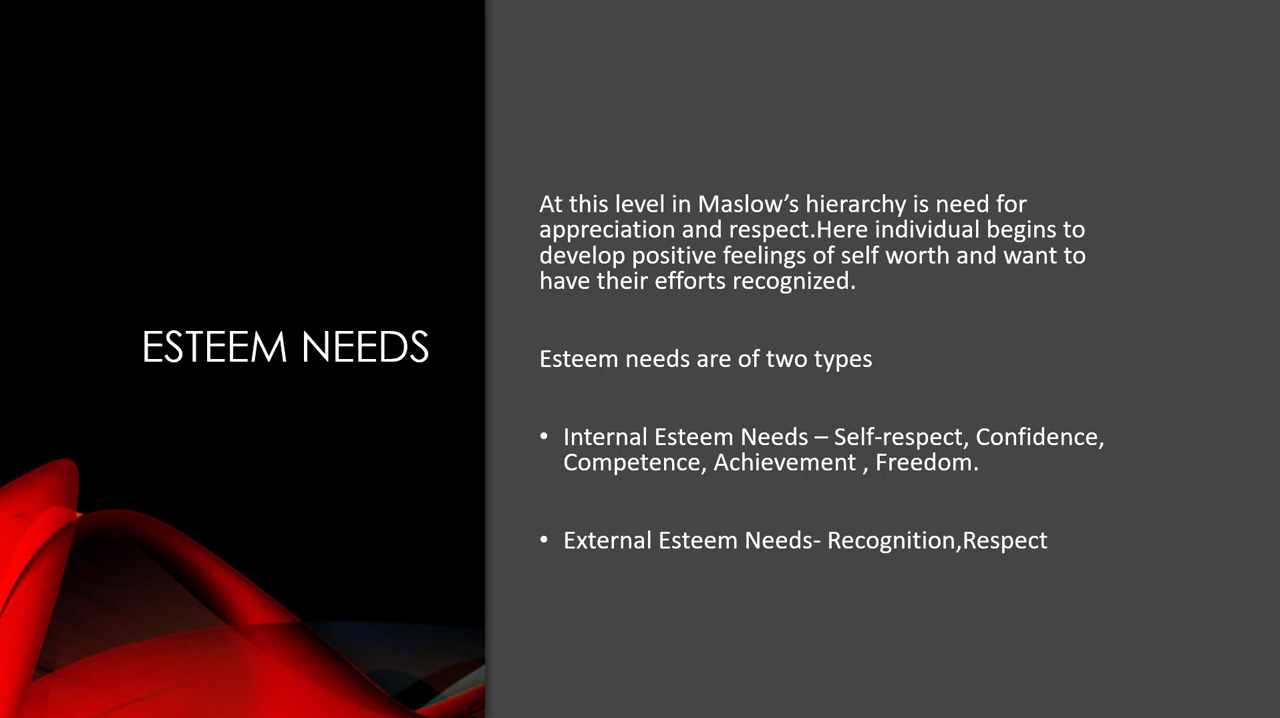 ESTEEM NEEDS
At this level in Maslow’s hierarchy is need for
appreciation and respect.Here individual begins to
develop positive feelings of self worth and want to
have their efforts recognized.
Esteem needs are of two types
• Internal Esteem Needs – Self-respect, Confidence,
Competence, Achievement , Freedom.
• External Esteem Needs- Recognition,Respect